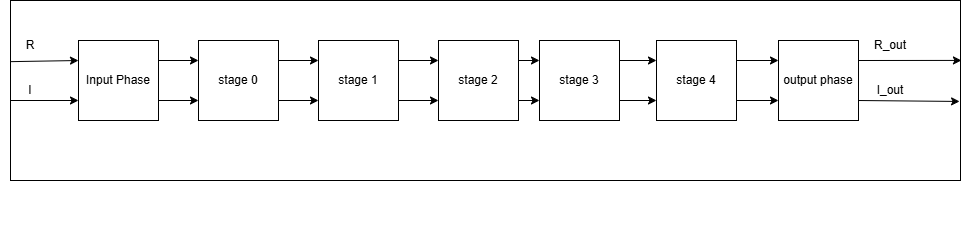 R
R_out
Input Phase
stage 0
stage 1
stage 2
stage 3
stage 4
output phase
I
I_out